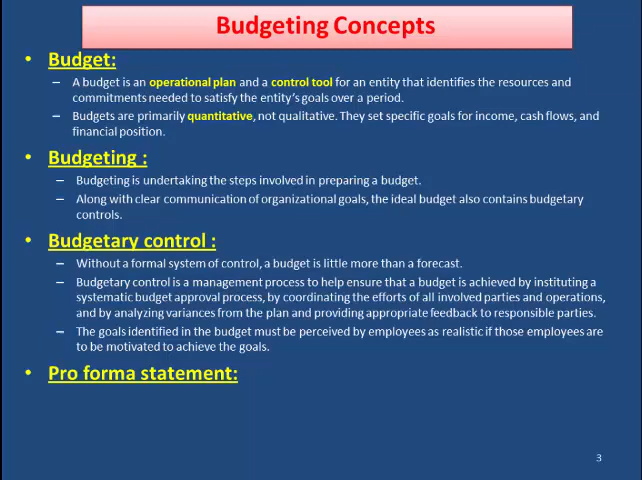 Budgeting Concepts
• Budget:
– A budget is an operational plan and a control tool for an entity that identifies the resources and
commitments needed to satisfy the entity's goals over a period.
– Budgets are primarily quantitative, not qualitative. They set specific goals for income, cash flows, and
financial position.
• Budgeting :
– Budgeting is undertaking the steps involved in preparing a budget.
– Along with clear communication of organizational goals, the ideal budget also contains budgetary
controls.
• Budgetary control :
– Without a formal system of control, a budget is little more than a forecast.
– Budgetary control is a management process to help ensure that a budget is achieved by instituting a
systematic budget approval process, by coordinating the efforts of all involved parties and operations,
and by analyzing variances from the plan and providing appropriate feedback to responsible parties.
– The goals identified in the budget must be perceived by employees as realistic if those employees are
to be motivated to achieve the goals.
• Pro forma statement:
3